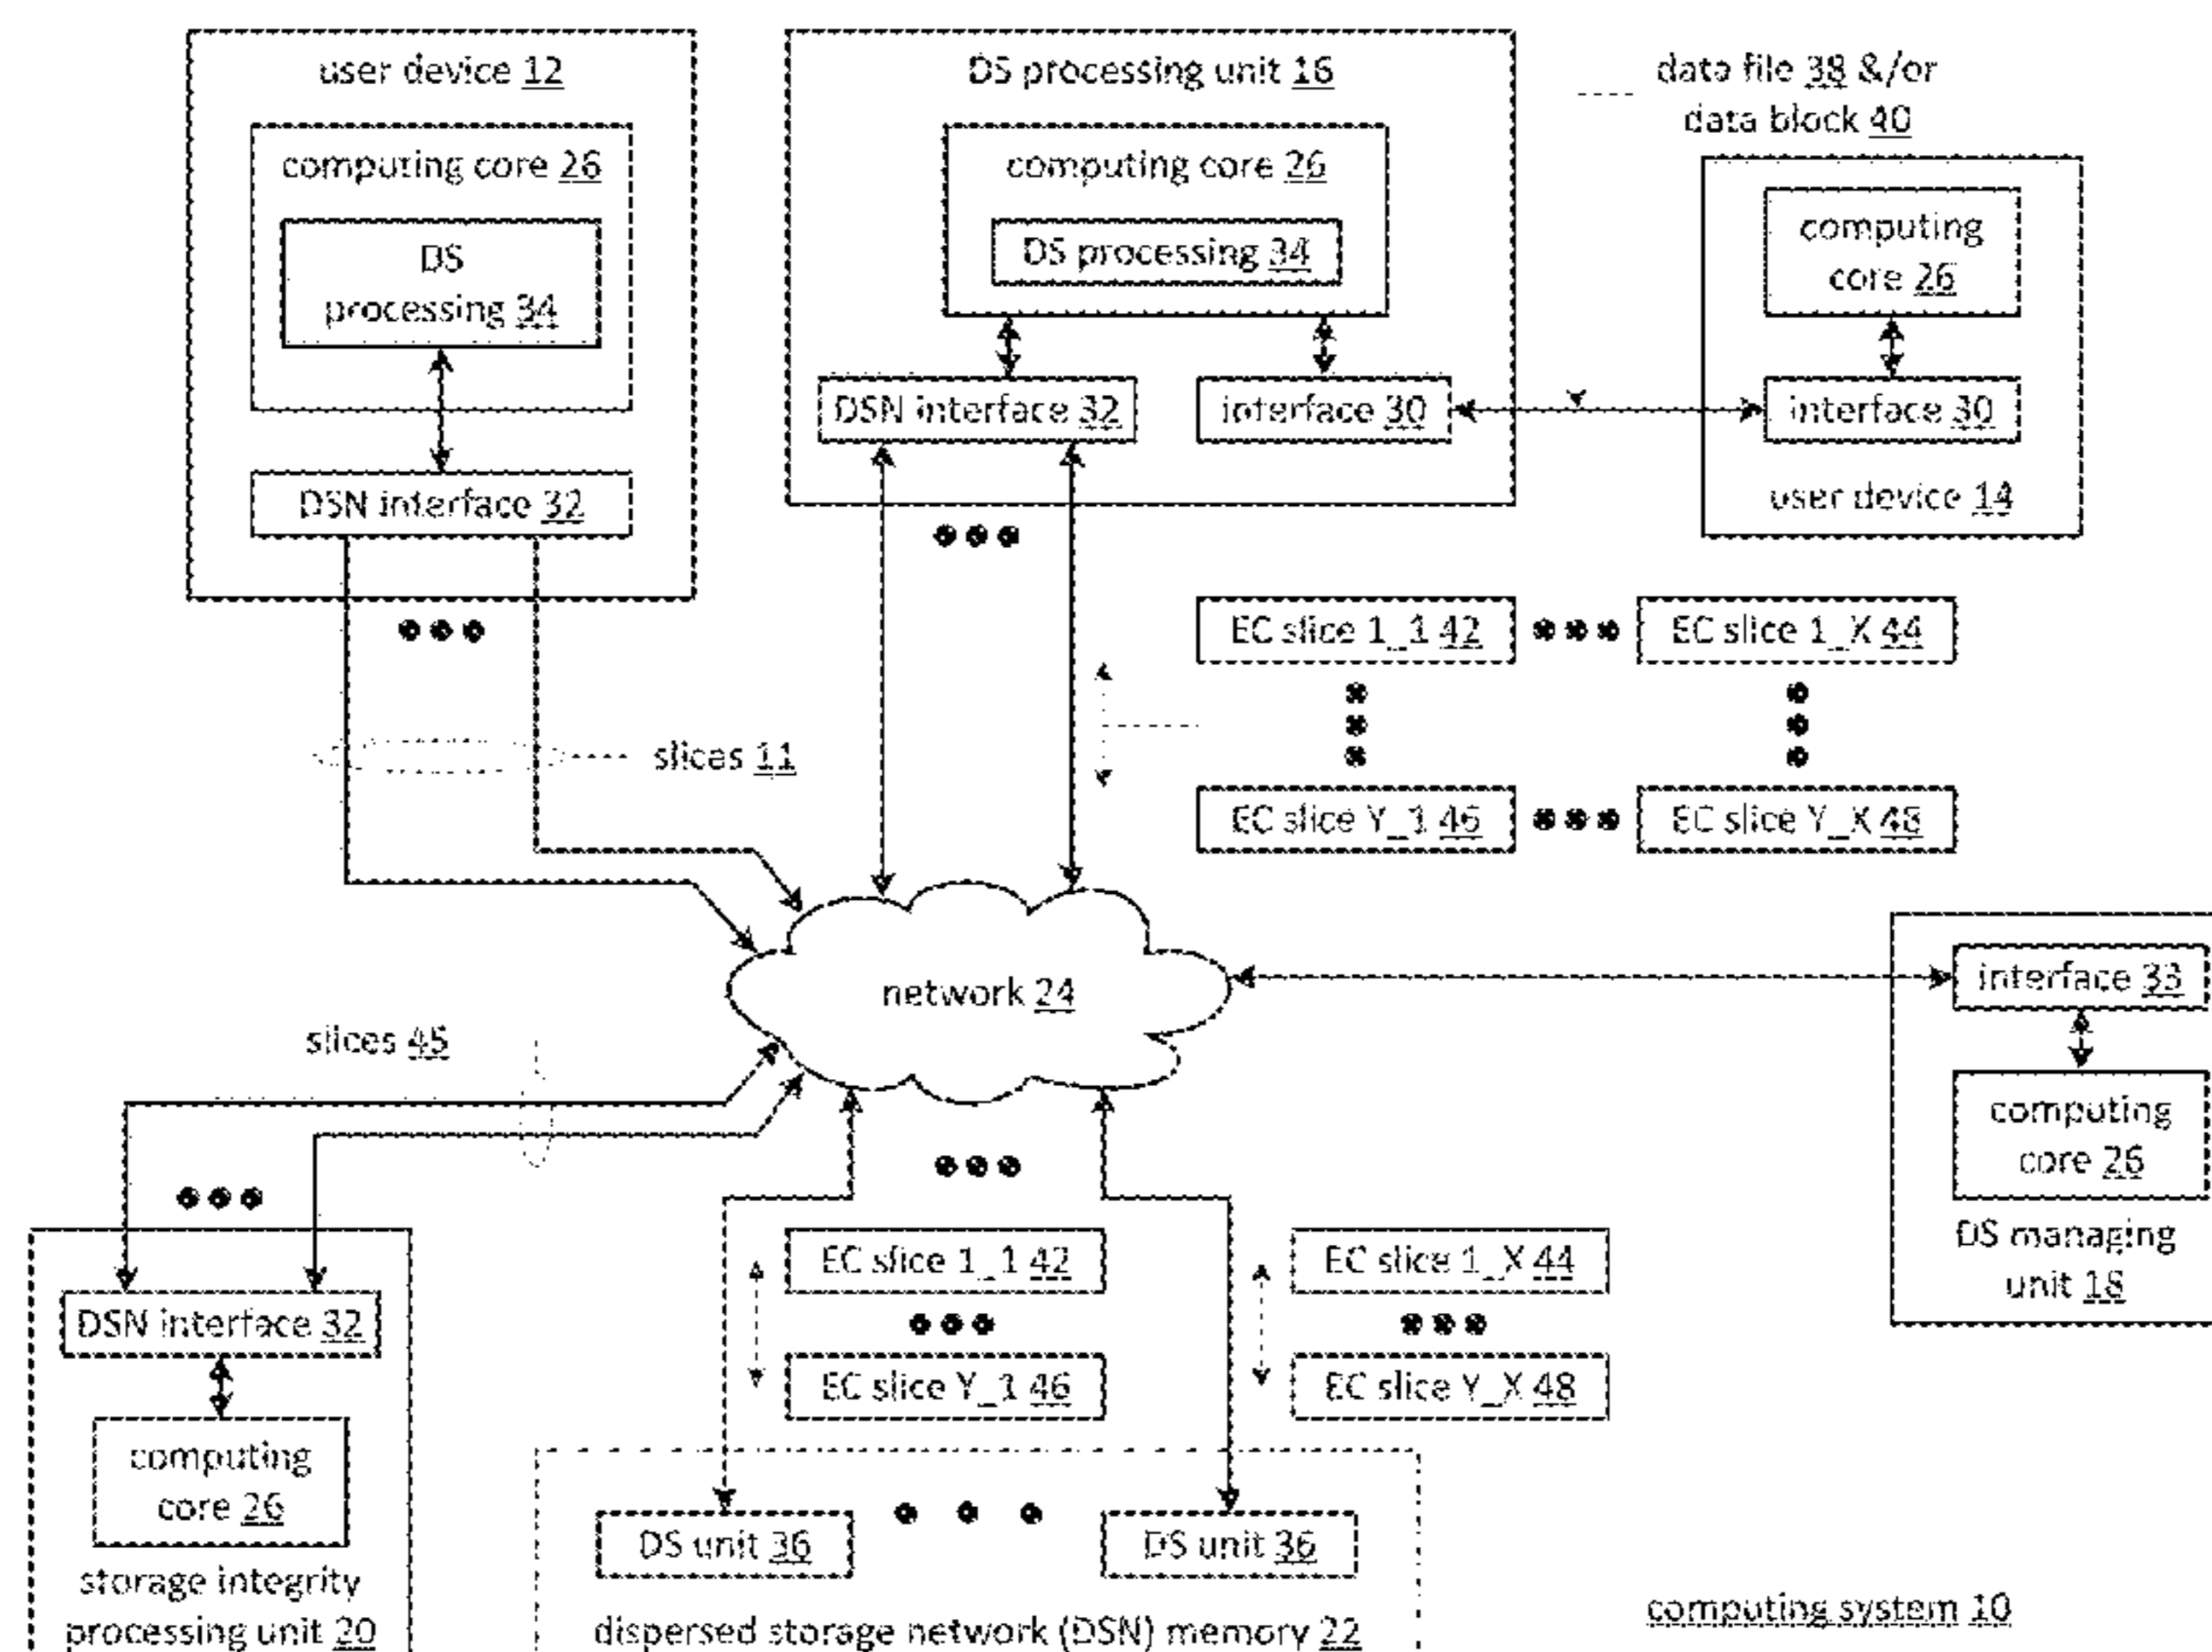 user device 12
computing core 26
DS
processing 34
DSN interface 32
DS processing unit 16
computing core 26
DS processing 34
DSN interface 32
interface 30
data file 38 &/or
data block 40
computing
core 26
interface 30
user device 14
EC slice 1_1 42
EC slice 1_X 44
EC slice Y_1 46
EC slice Y_X 48
slices 11
network 24
interface 33
computing
core 26
DS managing
unit 18
slices 45
DSN interface 32
computing
core 26
storage integrity
processing unit 20
EC slice 1_1 42
EC slice 1_X 44
EC slice Y_1 46
EC slice Y_X 48
DS unit 36
DS unit 36
dispersed storage network (DSN) memory 22
computing system 10